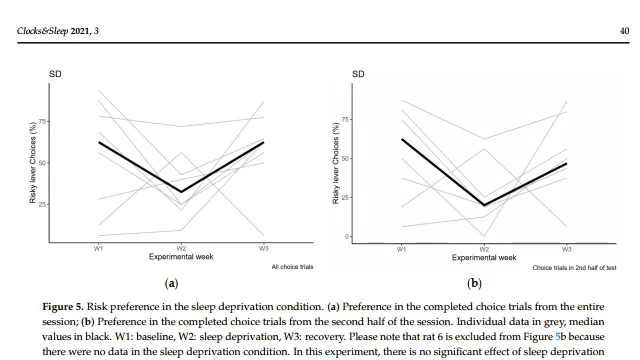 Clocks&Sleep 2021, 3
40
SD
Risky lever Choices (%)
75
50
25
W1
W2
W3
Experimental week
All choice trials
(a)
SD
Risky lever Choices (%)
75
50
25
0
W1
W2
W3
Experimental week
Choice trials in 2nd half of test
(b)
Figure 5. Risk preference in the sleep deprivation condition. (a) Preference in the completed choice trials from the entire
session; (b) Preference in the completed choice trials from the second half of the session. Individual data in grey, median
values in black. W1: baseline, W2: sleep deprivation, W3: recovery. Please note that rat 6 is excluded from Figure 5b because
there were no data in the sleep deprivation condition. In this experiment, there is no significant effect of sleep deprivation